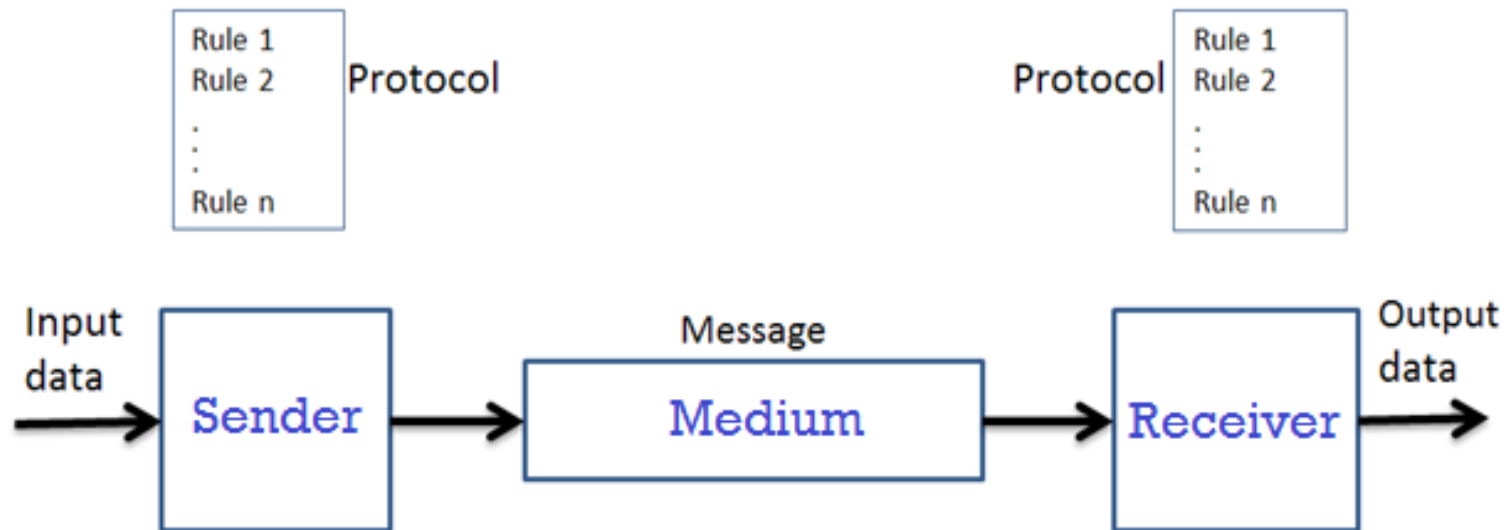 Rule 1
Rule 2
.
.
.
Rule n
Protocol
Protocol
Rule 1
Rule 2
.
.
.
Rule n
Input
data
Sender
Message
Medium
Receiver
Output
data